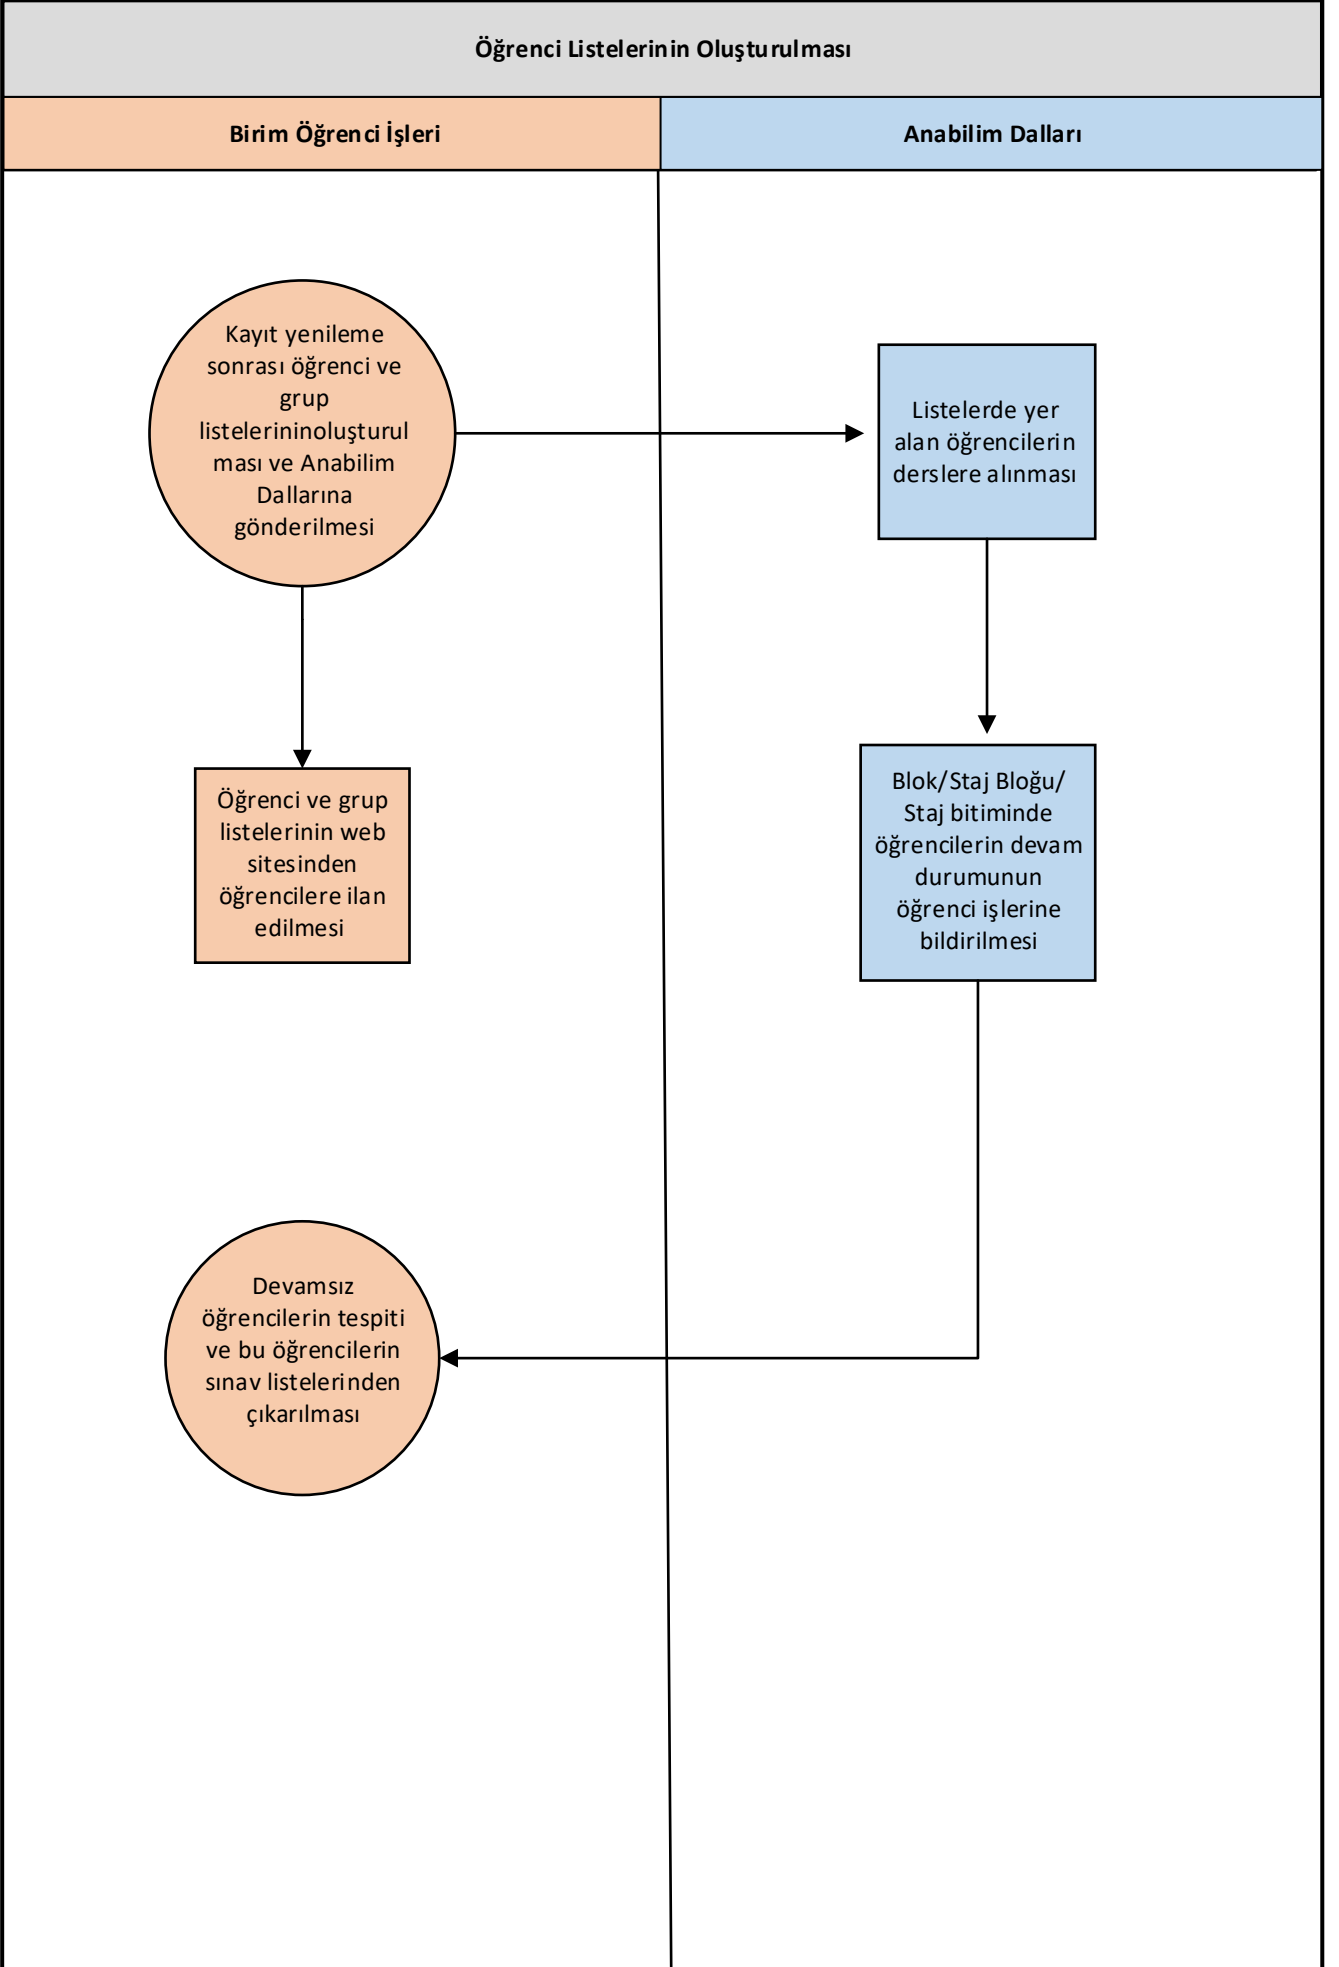 Öğrenci Listelerinin Oluşturulması
Birim Öğrenci İşleri
Anabilim Dalları
Kayıt yenileme
sonrası öğrenci ve
grup
listelerininoluşturul
ması ve Anabilim
Dallarına
gönderilmesi
Listelerde yer
alan öğrencilerin
derslere alınması
Öğrenci ve grup
listelerinin web
sitesinden
öğrencilere ilan
edilmesi
Blok/Staj Bloğu/
Staj bitiminde
öğrencilerin devam
durumunun
öğrenci işlerine
bildirilmesi
Devamsız
öğrencilerin tespiti
ve bu öğrencilerin
sınav listelerinden
çıkarılması